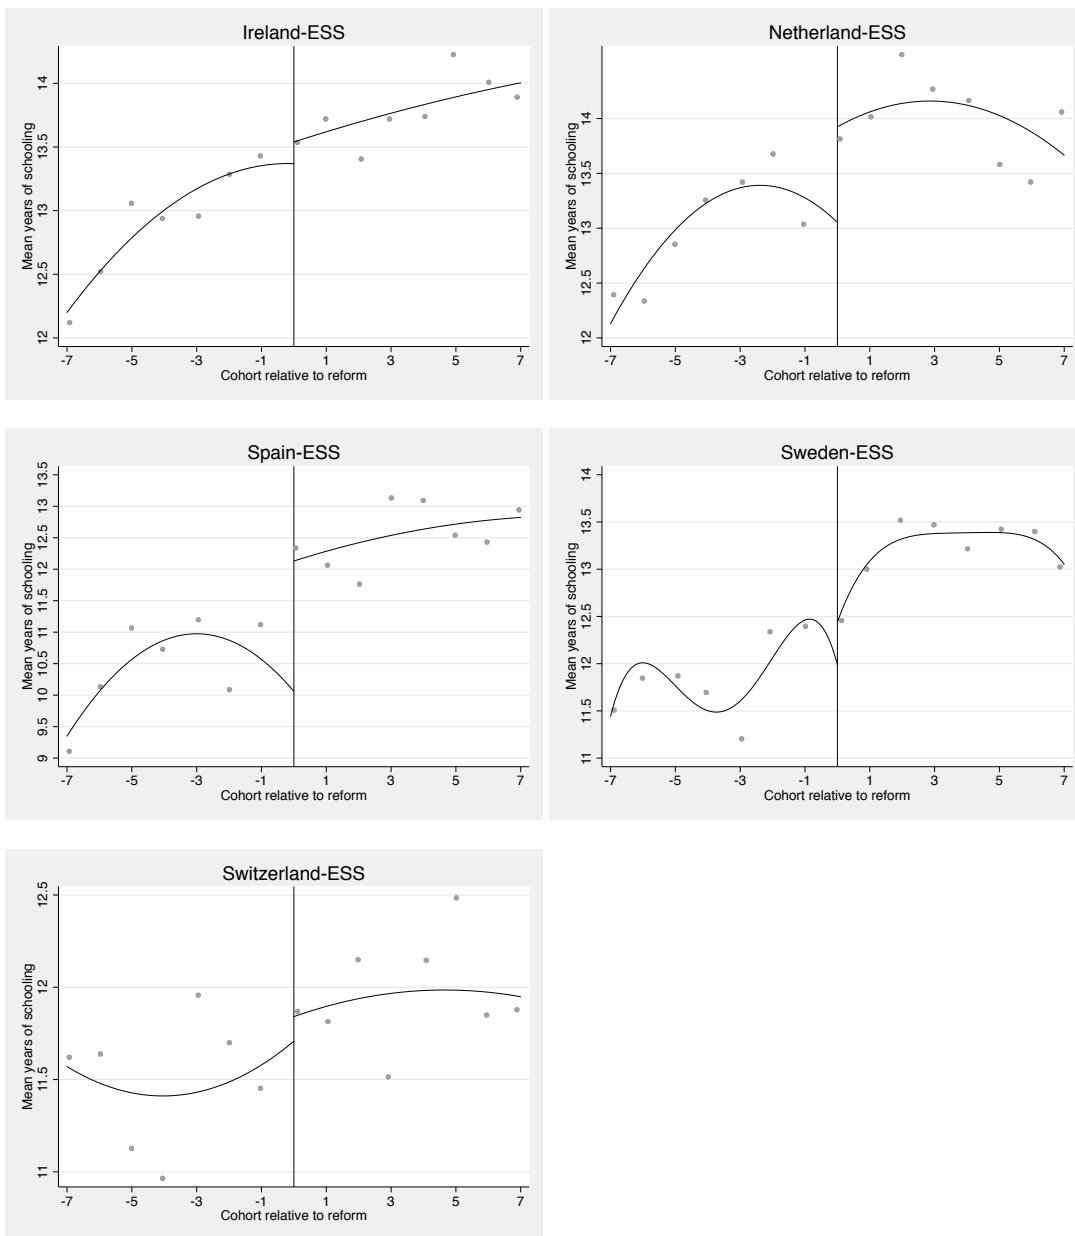 Ireland-ESS
Mean years of schooling
14
13.5
13
12.5
12
-7 -5 -3 -1 1 3 5 7
Cohort relative to reform
Netherland-ESS
Mean years of schooling
14
13.5
13
12.5
12
-7 -5 -3 -1 1 3 5 7
Cohort relative to reform
Spain-ESS
Mean years of schooling
13.5
13
12.5
12
11.5
11
10.5
10
9.5
9
-7 -5 -3 -1 1 3 5 7
Cohort relative to reform
Sweden-ESS
Mean years of schooling
14
13.5
13
12.5
12
11.5
11
-7 -5 -3 -1 1 3 5 7
Cohort relative to reform
Switzerland-ESS
Mean years of schooling
12.5
12
11.5
11
-7 -5 -3 -1 1 3 5 7
Cohort relative to reform